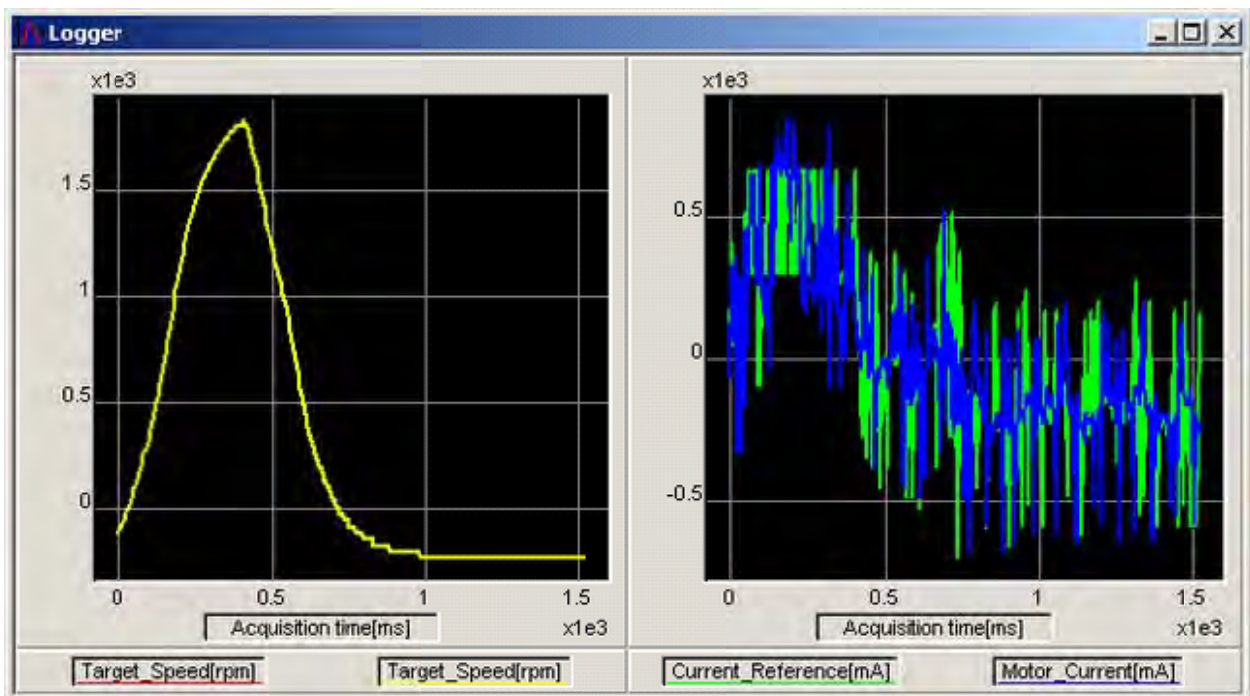 Logger
x1e3
1.5
1
0.5
0
0 0.5 1 1.5
Acquisition time[ms] x1e3
Target_Speed[rpm] Target_Speed[rpm]
x1e3
0.5
0
-0.5
0 0.5 1 1.5
Acquisition time[ms] x1e3
Current_Reference[mA] Motor_Current[mA]